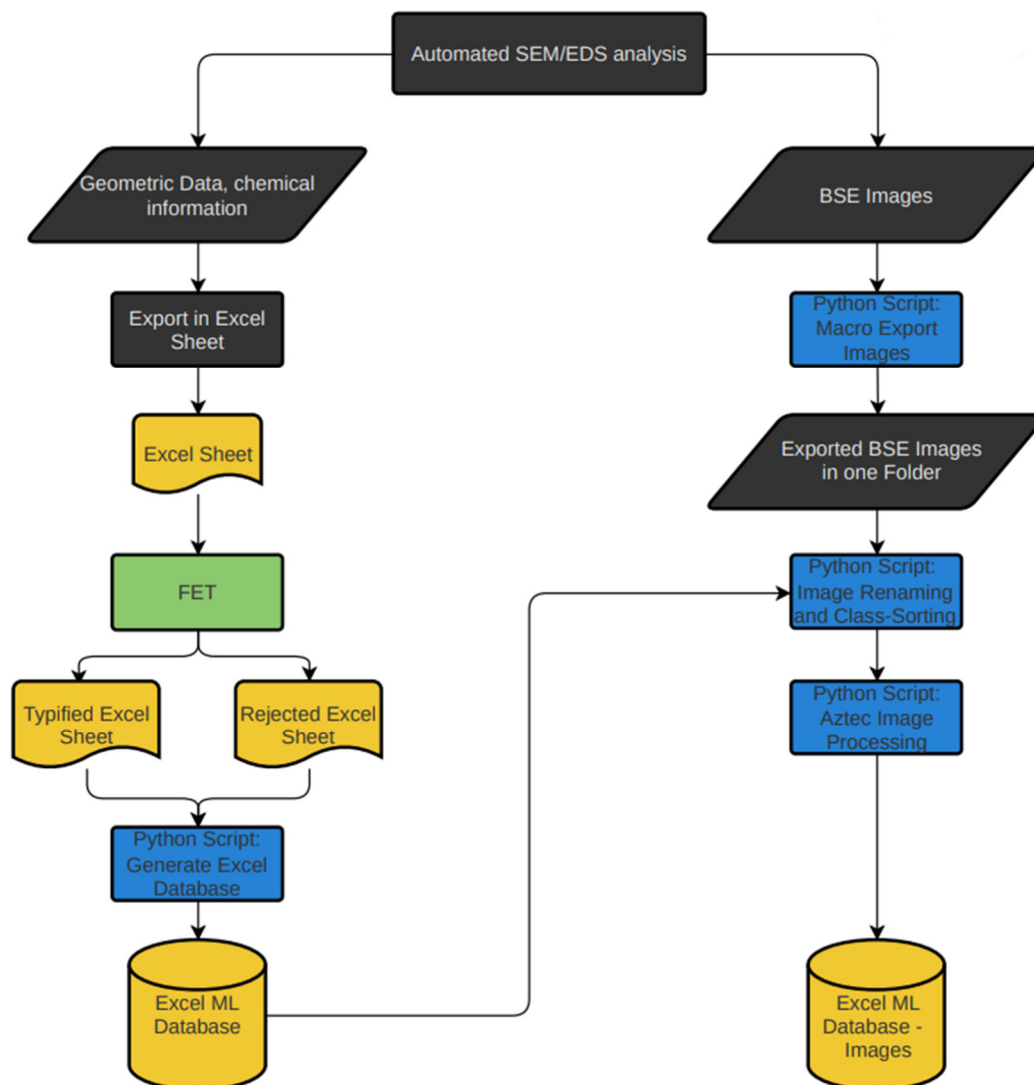 Automated SEM/EDS analysis
Geometric Data, chemical
information
BSE Images
Export in Excel
Sheet
Python Script:
Macro Export
Images
Excel Sheet
Exported BSE Images
in one Folder
FET
Python Script:
Image Renaming
and Class-Sorting
Typified Excel
Sheet
Rejected Excel
Sheet
Python Script:
Aztec Image
Processing
Python Script:
Generate Excel
Database
Excel ML
Database
Excel ML
Database -
Images